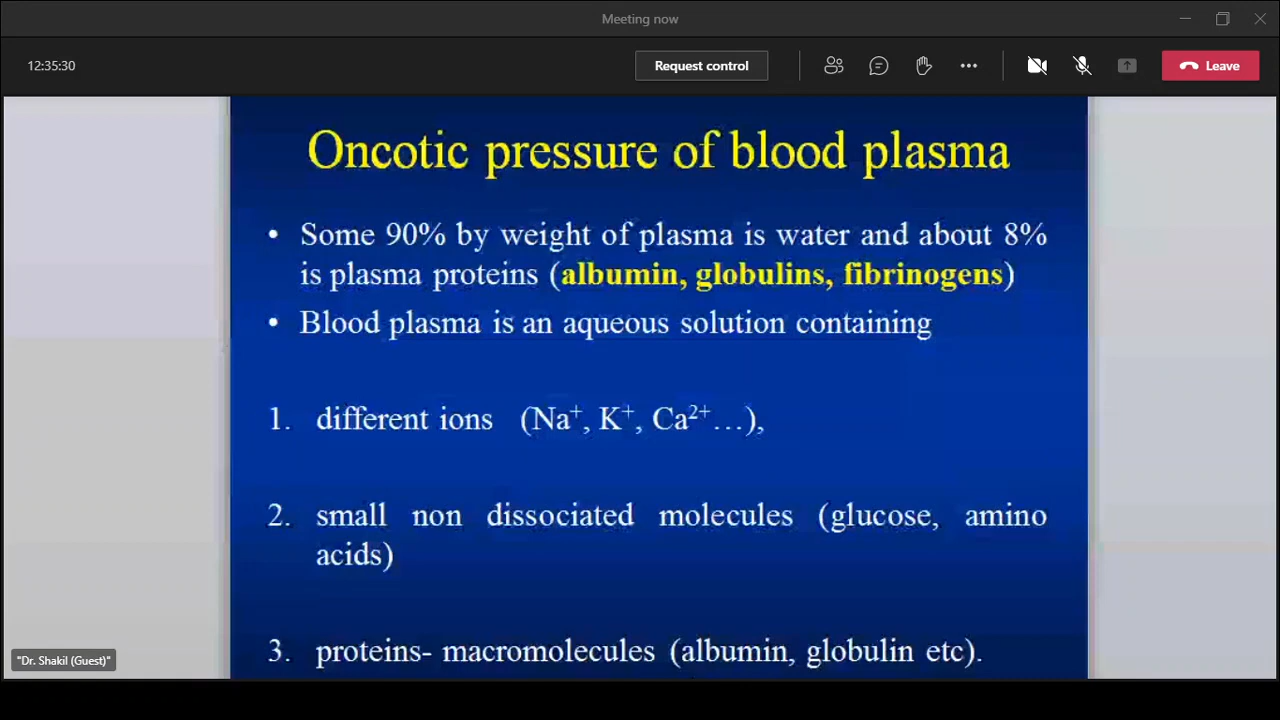 Meeting now
12:35:30
Request control
Leave
Oncotic pressure of blood plasma
• Some 90% by weight of plasma is water and about 8%
is plasma proteins (albumin, globulins, fibrinogens)
• Blood plasma is an aqueous solution containing
1. different ions (Na⁺, K⁺, Ca²⁺…),
2. small non dissociated molecules (glucose, amino
acids)
3. proteins- macromolecules (albumin, globulin etc).
"Dr. Shakil (Guest)"